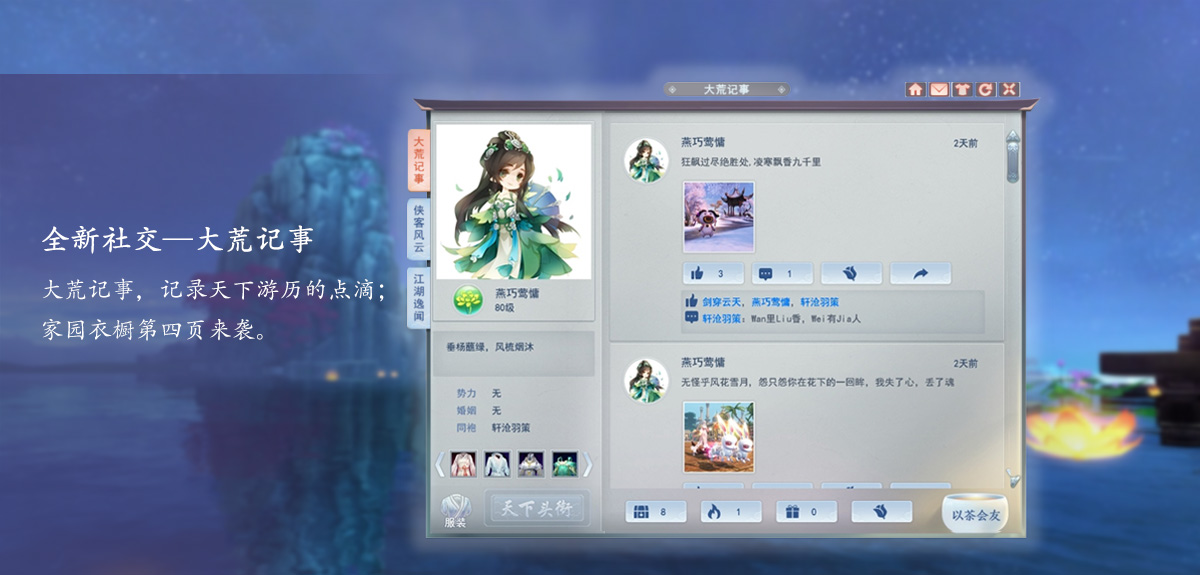 全新社交—大荒记事
大荒记事，记录天下游历的点滴；
家园衣橱第四页来袭。
大荒记事
大荒记事
侠客风云
江湖逸闻
燕巧莺慵
80级
垂杨蘸绿，风梳烟沐
势力 无
婚姻 无
同袍 轩沧羽策
服装
天下头衔
燕巧莺慵
2天前
狂飙过尽绝胜处,凌寒飘香九千里
3
1
剑穿云天，燕巧莺慵，轩沧羽策
轩沧羽策：Wan里Liu香，Wei有Jia人
燕巧莺慵
2天前
无怪乎风花雪月，怨只怨你在花下的一回眸，我失了心，丢了魂
8
1
0
以茶会友